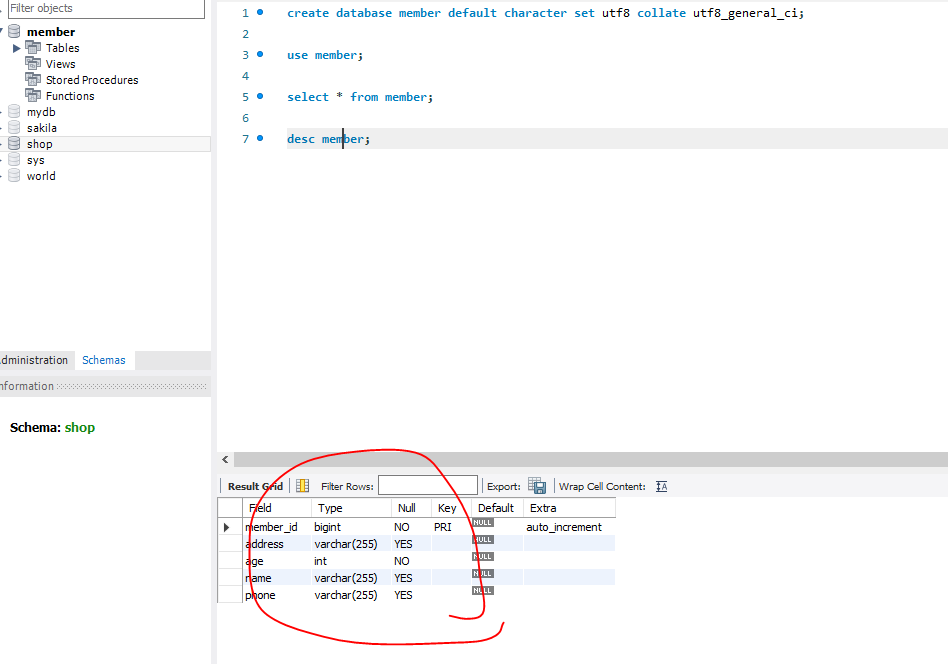 Filter objects
member
Tables
Views
Stored Procedures
Functions
mydb
sakila
shop
sys
world
dministration Schemas
nformation
Schema: shop
1 create database member default character set utf8 collate utf8_general_ci;
2
3 use member;
4
5 select * from member;
6
7 desc member;
Result Grid Filter Rows: Export: Wrap Cell Content: IA
Field Type Null Key Default Extra
member_id bigint NO PRI NULL auto_increment
address varchar(255) YES NULL
age int NO NULL
name varchar(255) YES NULL
phone varchar(255) YES NULL